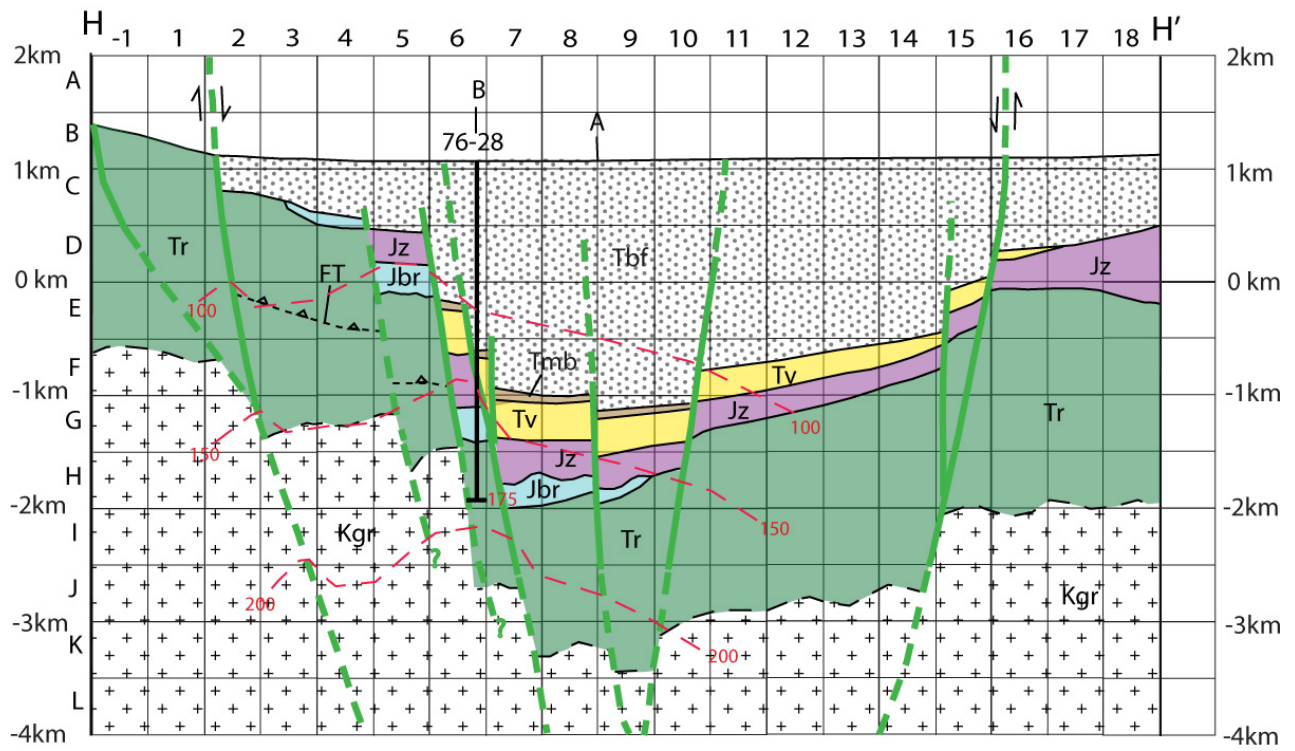 H -1 1 2 3 4 5 6 7 8 9 10 11 12 13 14 15 16 17 18 H'
2km 2km
A
B
B A
76-28
1km 1km
C
D Tr Jz Tbf Jz
FT Jbr
0 km 0 km
E 100
F Tmb
Tv
-1km -1km
G Tv Jz Tr
100
150
Jz
H Jbr
175
-2km -2km
150
I Kgr Tr
?
J Kgr
200
-3km -3km
?
K 200
L
-4km -4km